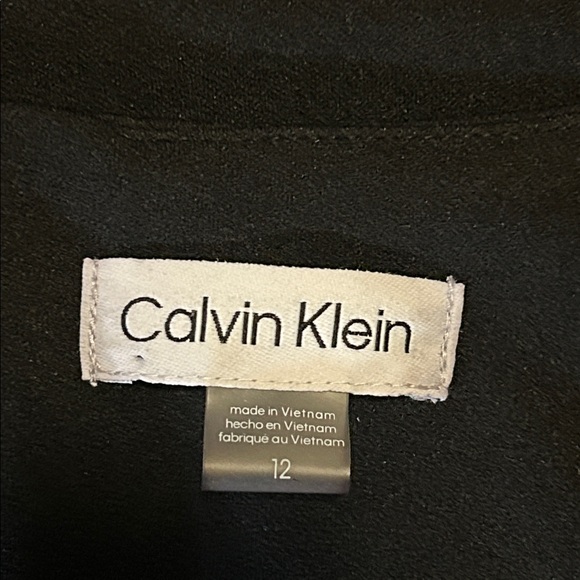 Calvin Klein
made in Vietnam
hecho en Vietnam
fabriqué au Vietnam
12